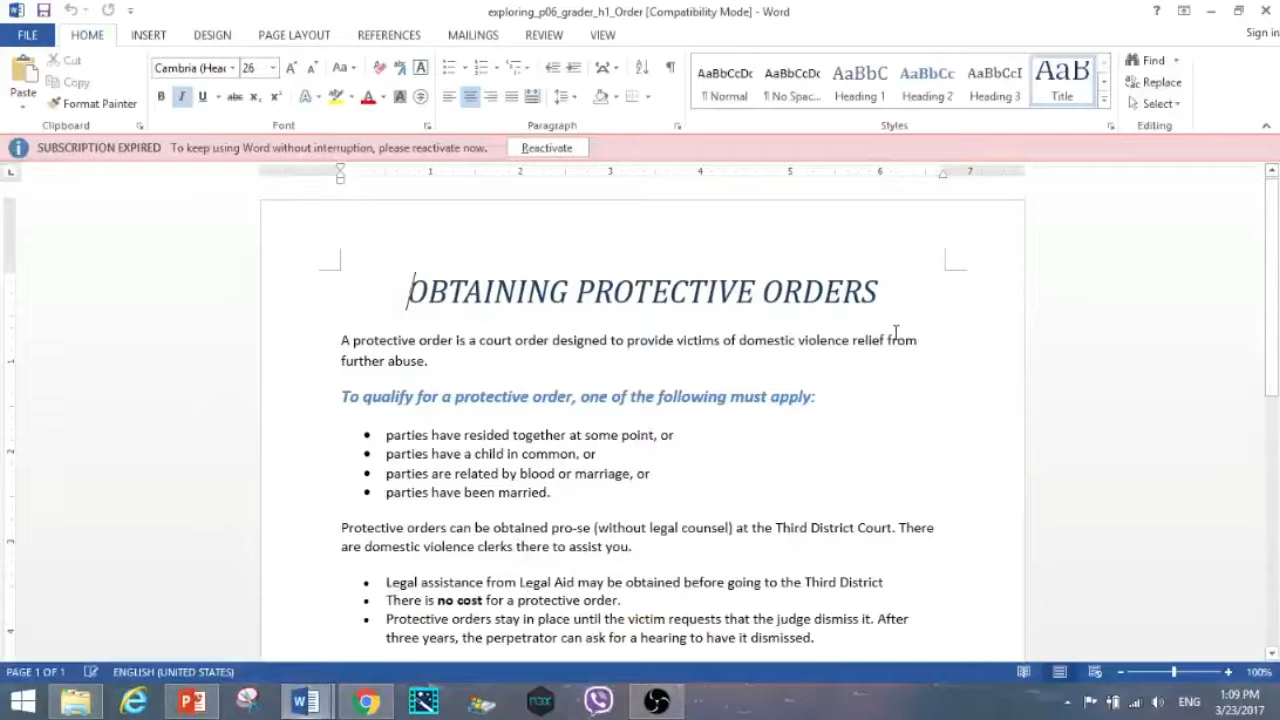 exploring_p06_grader_h1_Order [Compatibility Mode] - Word
Sign in
FILE HOME INSERT DESIGN PAGE LAYOUT REFERENCES MAILINGS REVIEW VIEW
Paste
Cut
Copy
Format Painter
Clipboard
Cambria (Hea 26
Font
Paragraph
AaBbCcDc AaBbCcDc AaBbC AaBbCc AaBbCcI AaB
¶ Normal ¶ No Spac... Heading 1 Heading 2 Heading 3 Title
Styles
Find
Replace
Select
Editing
SUBSCRIPTION EXPIRED To keep using Word without interruption, please reactivate now. Reactivate
1 2 3 4 5 6 7
OBTAINING PROTECTIVE ORDERS
A protective order is a court order designed to provide victims of domestic violence relief from
further abuse.
To qualify for a protective order, one of the following must apply:
• parties have resided together at some point, or
• parties have a child in common, or
• parties are related by blood or marriage, or
• parties have been married.
Protective orders can be obtained pro-se (without legal counsel) at the Third District Court. There
are domestic violence clerks there to assist you.
• Legal assistance from Legal Aid may be obtained before going to the Third District
• There is no cost for a protective order.
• Protective orders stay in place until the victim requests that the judge dismiss it. After
three years, the perpetrator can ask for a hearing to have it dismissed.
PAGE 1 OF 1 ENGLISH (UNITED STATES) 100%
ENG
1:09 PM
3/23/2017